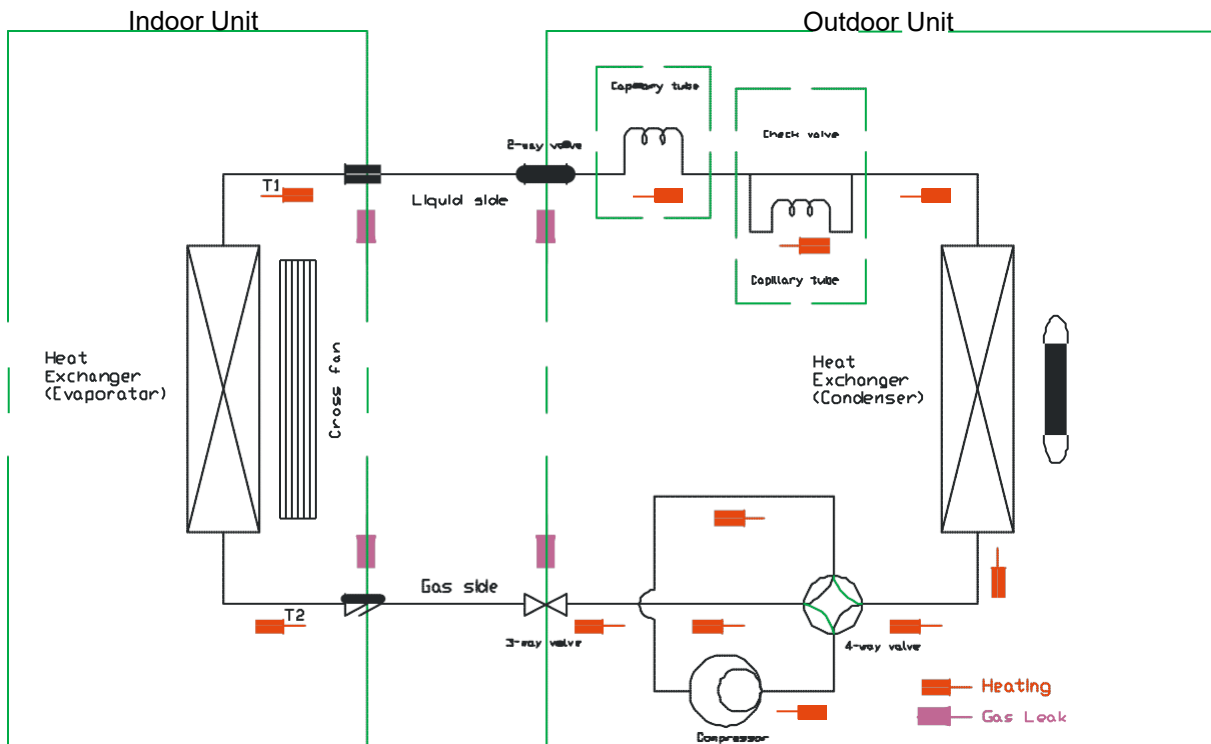 Indoor Unit
Outdoor Unit
Capillary tube
Check valve
2-way valve
T1
Liquid side
Capillary tube
Heat
Exchanger
(Evaporator)
Cross fan
Heat
Exchanger
(Condenser)
Gas side
T2
3-way valve
4-way valve
Heating
Gas Leak
Compressor